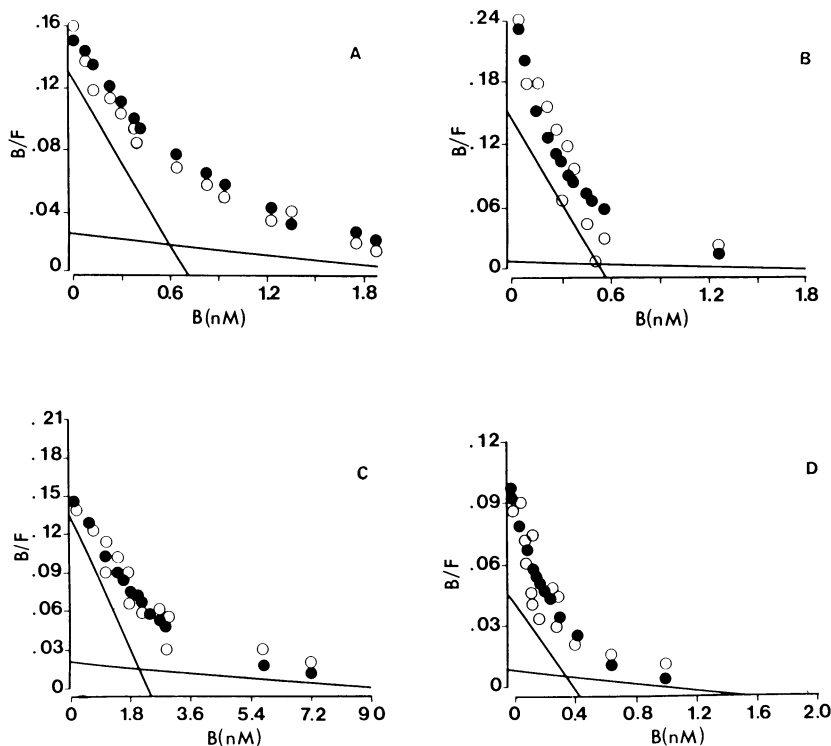 A
B/F
.16
.12
.08
.04
0
0 0.6 1.2 1.8
B(nM)
B
B/F
.24
.18
.12
.06
0
0 0.6 1.2 1.8
B(nM)
C
B/F
.21
.18
.15
.12
.09
.06
.03
0
0 1.8 3.6 5.4 7.2 9 0
B(nM)
D
B/F
.12
.09
.06
.03
0
0 0.4 0.8 1.2 1.6 2.0
B(nM)